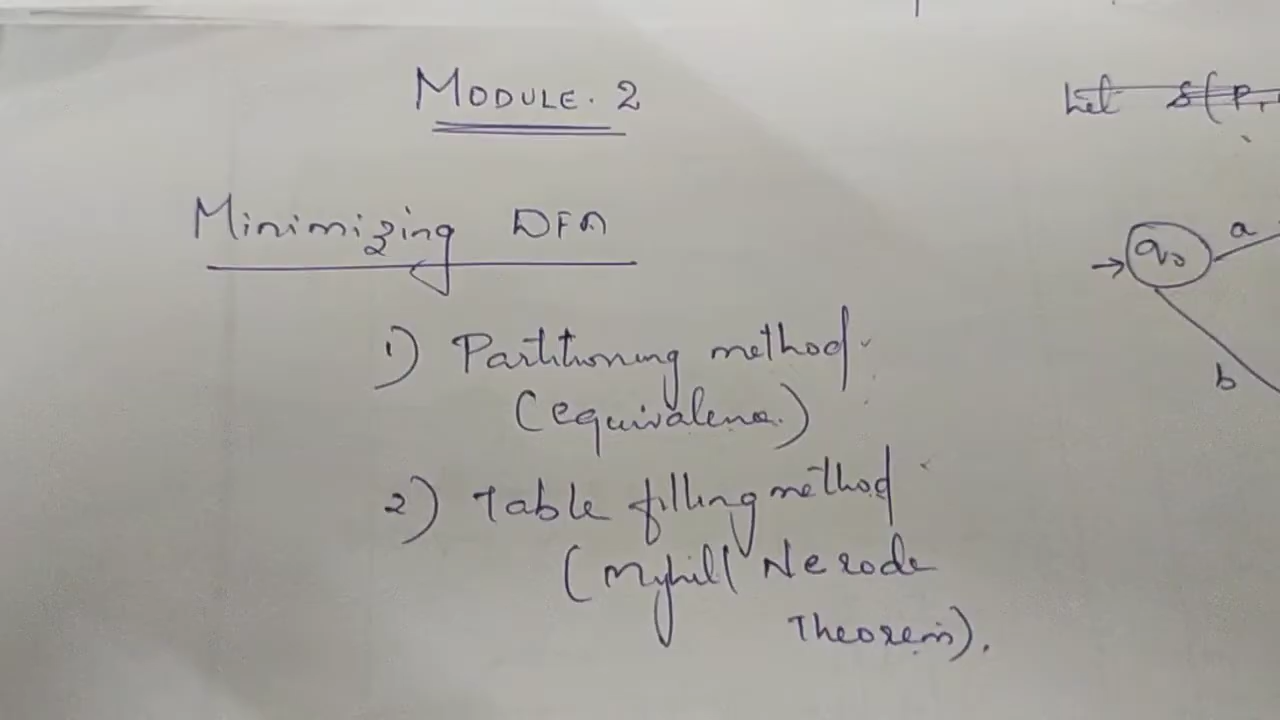 MODULE. 2
Minimizing DFA
1) Partitioning method.
(equivalence.)
2) Table filling method
(Myhill Nerode
Theorem).
Let δ(P,
→ q0 a
b